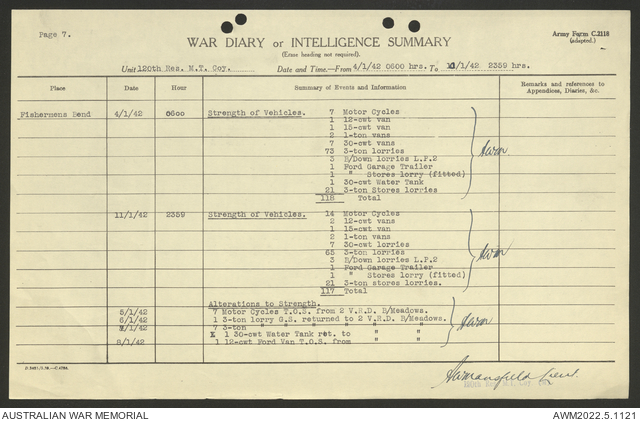 Page 7.
WAR DIARY or INTELLIGENCE SUMMARY
(Erase heading not required).
Army Form C.2118
(adapted.)
Unit 120th Res. M.T. Coy. Date and Time.—From 4/1/42 0600 hrs. To 11/1/42 2359 hrs.
Place Date Hour Summary of Events and Information Remarks and references to
Appendices, Diaries, &c.
Fishermens Bend 4/1/42 0600 Strength of Vehicles. 7 Motor Cycles
1 12-cwt van
1 15-cwt van
2 1-ton vans
7 30-cwt vans
73 3-ton lorries
3 B/Down lorries L.P.2
1 Ford Garage Trailer
1 " Stores lorry (fitted)
1 30-cwt Water Tank
21 3-ton Stores lorries
118 Total
11/1/42 2359 Strength of Vehicles. 14 Motor Cycles
2 12-cwt vans
1 15-cwt van
2 1-ton vans
7 30-cwt lorries
65 3-ton lorries
3 B/Down lorries L.P.2
1 Ford Garage Trailer
1 " Stores lorry (fitted)
21 3-ton stores lorries.
117 Total
Alterations to Strength.
5/1/42 7 Motor Cycles T.O.S. from 2 V.R.D. B/Meadows.
6/1/42 1 3-ton lorry G.S. returned to 2 V.R.D. B/Meadows.
7/1/42 7 3-ton " " " " " "
1 30-cwt Water Tank ret. to " "
8/1/42 1 12-cwt Ford Van T.O.S. from " "
Lieut.
120th Res. M.T. Coy.
AUSTRALIAN WAR MEMORIAL
AWM2022.5.1121